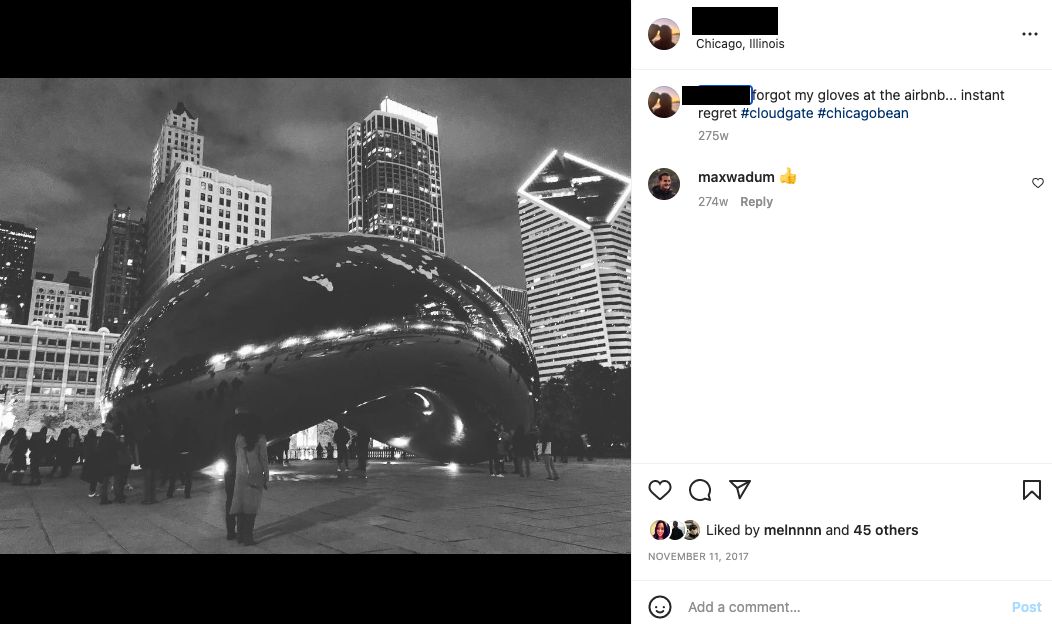 Chicago, Illinois
forgot my gloves at the airbnb... instant
regret #cloudgate #chicagobean
275w
maxwadum 👍
274w Reply
Liked by melnnnn and 45 others
NOVEMBER 11, 2017
Add a comment...
Post